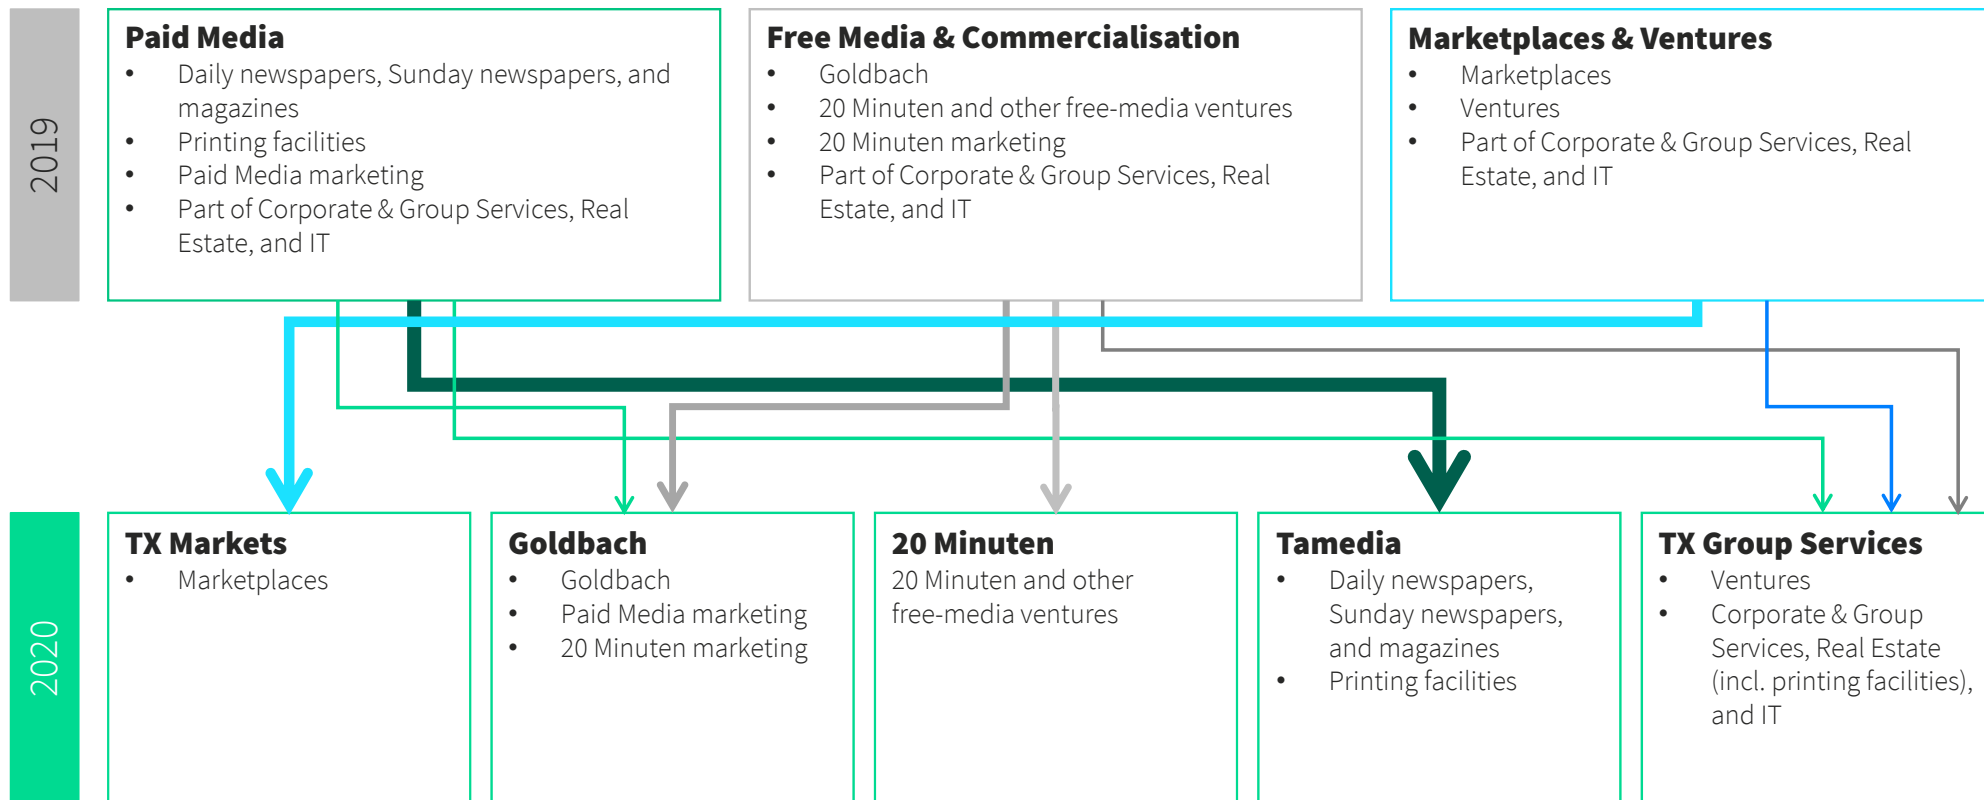 2019
Paid Media
• Daily newspapers, Sunday newspapers, and
magazines
• Printing facilities
• Paid Media marketing
• Part of Corporate & Group Services, Real
Estate, and IT
Free Media & Commercialisation
• Goldbach
• 20 Minuten and other free-media ventures
• 20 Minuten marketing
• Part of Corporate & Group Services, Real
Estate, and IT
Marketplaces & Ventures
• Marketplaces
• Ventures
• Part of Corporate & Group Services, Real
Estate, and IT
2020
TX Markets
• Marketplaces
Goldbach
• Goldbach
• Paid Media marketing
• 20 Minuten marketing
20 Minuten
20 Minuten and other
free-media ventures
Tamedia
• Daily newspapers,
Sunday newspapers,
and magazines
• Printing facilities
TX Group Services
• Ventures
• Corporate & Group
Services, Real Estate
(incl. printing facilities),
and IT